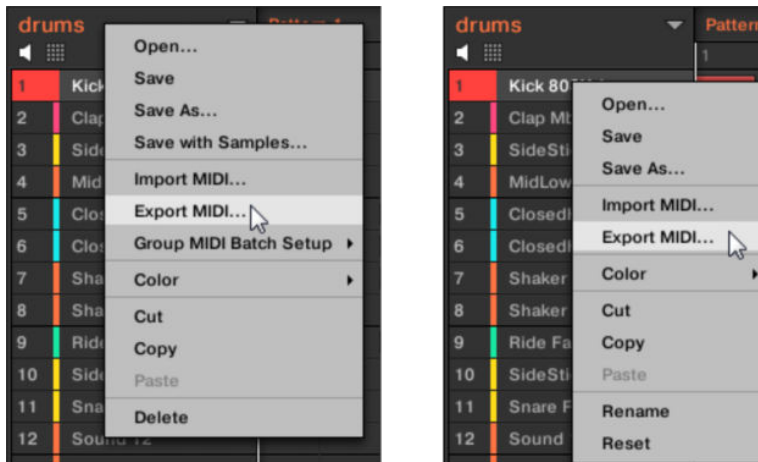 drums
Pattern 1
Open...
Save
Save As...
Save with Samples...
Import MIDI...
Export MIDI...
Group MIDI Batch Setup
Color
Cut
Copy
Paste
Delete
1 Kick
2 Clap
3 Side
4 Mid
5 Clos
6 Clos
7 Sha
8 Sha
9 Ride
10 Side
11 Sna
12 Sound 12
drums
Pattern
1
1 Kick 80
2 Clap Mb
3 SideSti
4 MidLow
5 ClosedH
6 ClosedH
7 Shaker
8 Shaker
9 Ride Fa
10 SideSti
11 Snare F
12 Sound
Open...
Save
Save As...
Import MIDI...
Export MIDI...
Color
Cut
Copy
Paste
Rename
Reset